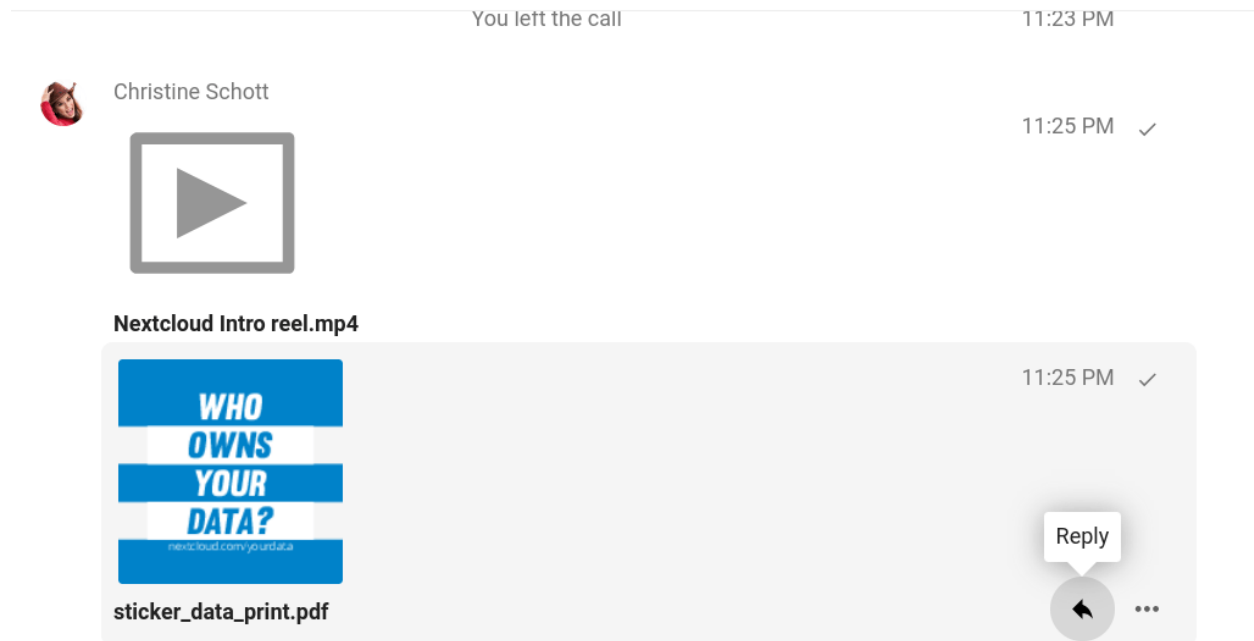 You left the call 11:23 PM
Christine Schott
11:25 PM
Nextcloud Intro reel.mp4
11:25 PM
WHO
OWNS
YOUR
DATA?
nextcloud.com/yourdata
Reply
sticker_data_print.pdf